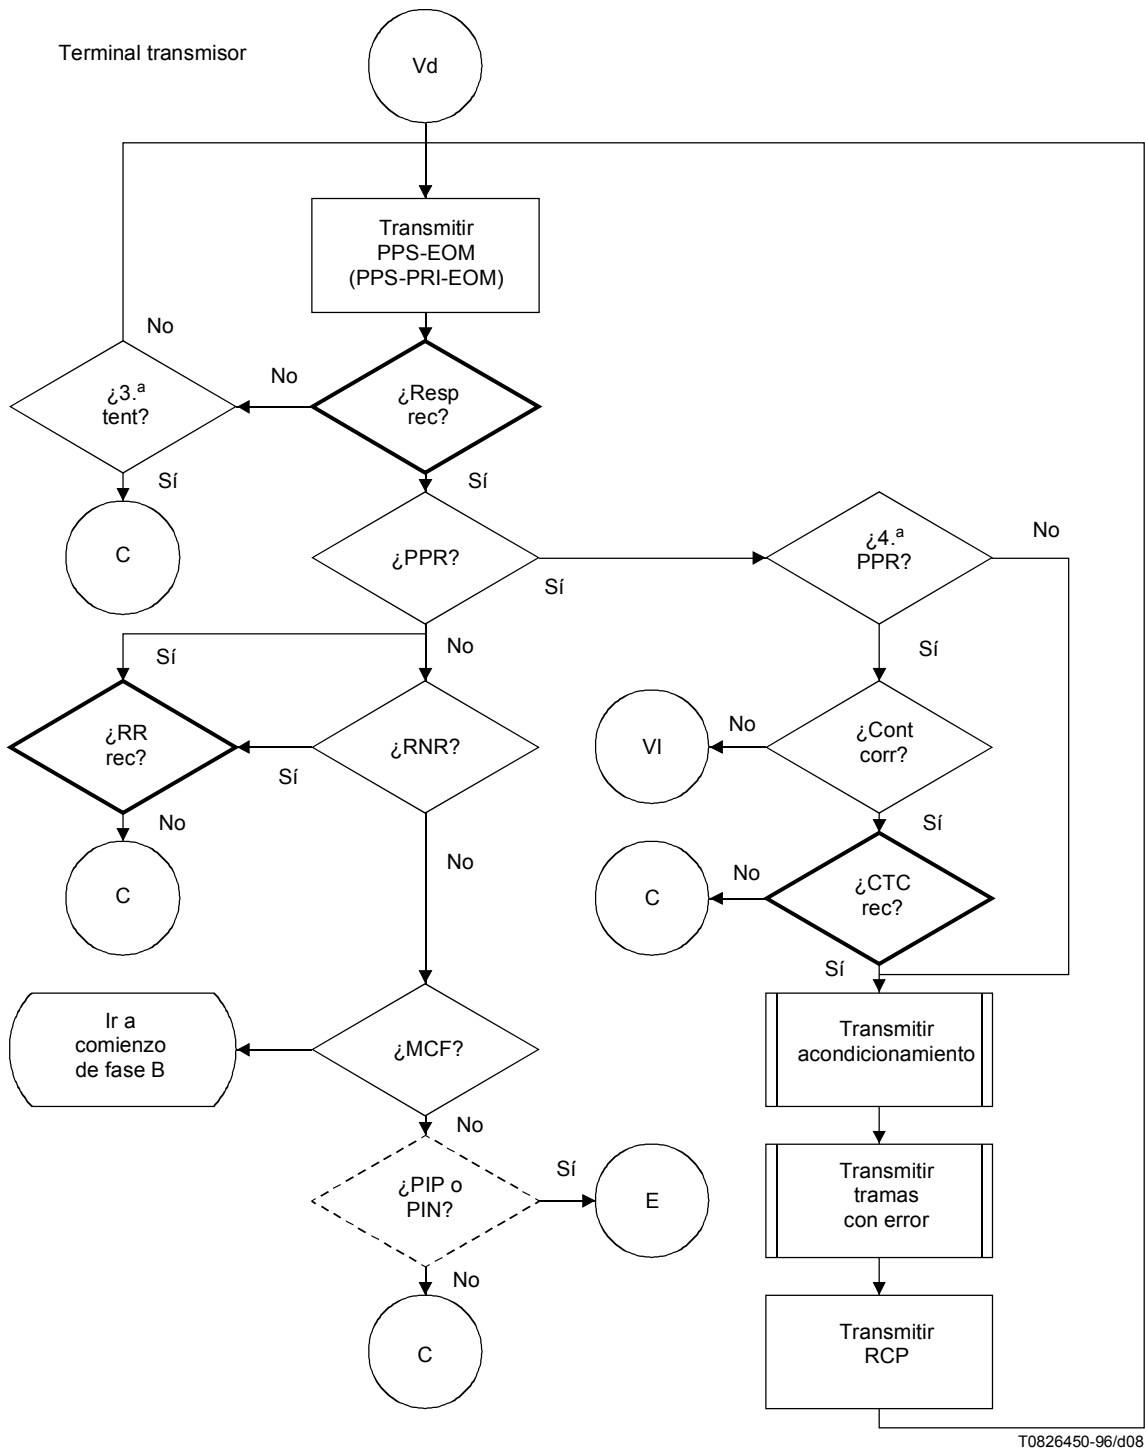 Terminal transmisor
Vd
Transmitir
PPS-EOM
(PPS-PRI-EOM)
No
No
¿3.ª
tent?
¿Resp
rec?
Sí
Sí
C
¿PPR?
Sí
¿4.ª
PPR?
No
Sí
No
Sí
¿RR
rec?
Sí
¿RNR?
VI
No
¿Cont
corr?
No
Sí
C
No
C
No
¿CTC
rec?
Sí
Ir a
comienzo
de fase B
¿MCF?
Transmitir
acondicionamiento
No
¿PIP o
PIN?
Sí
E
Transmitir
tramas
con error
No
C
Transmitir
RCP
T0826450-96/d08